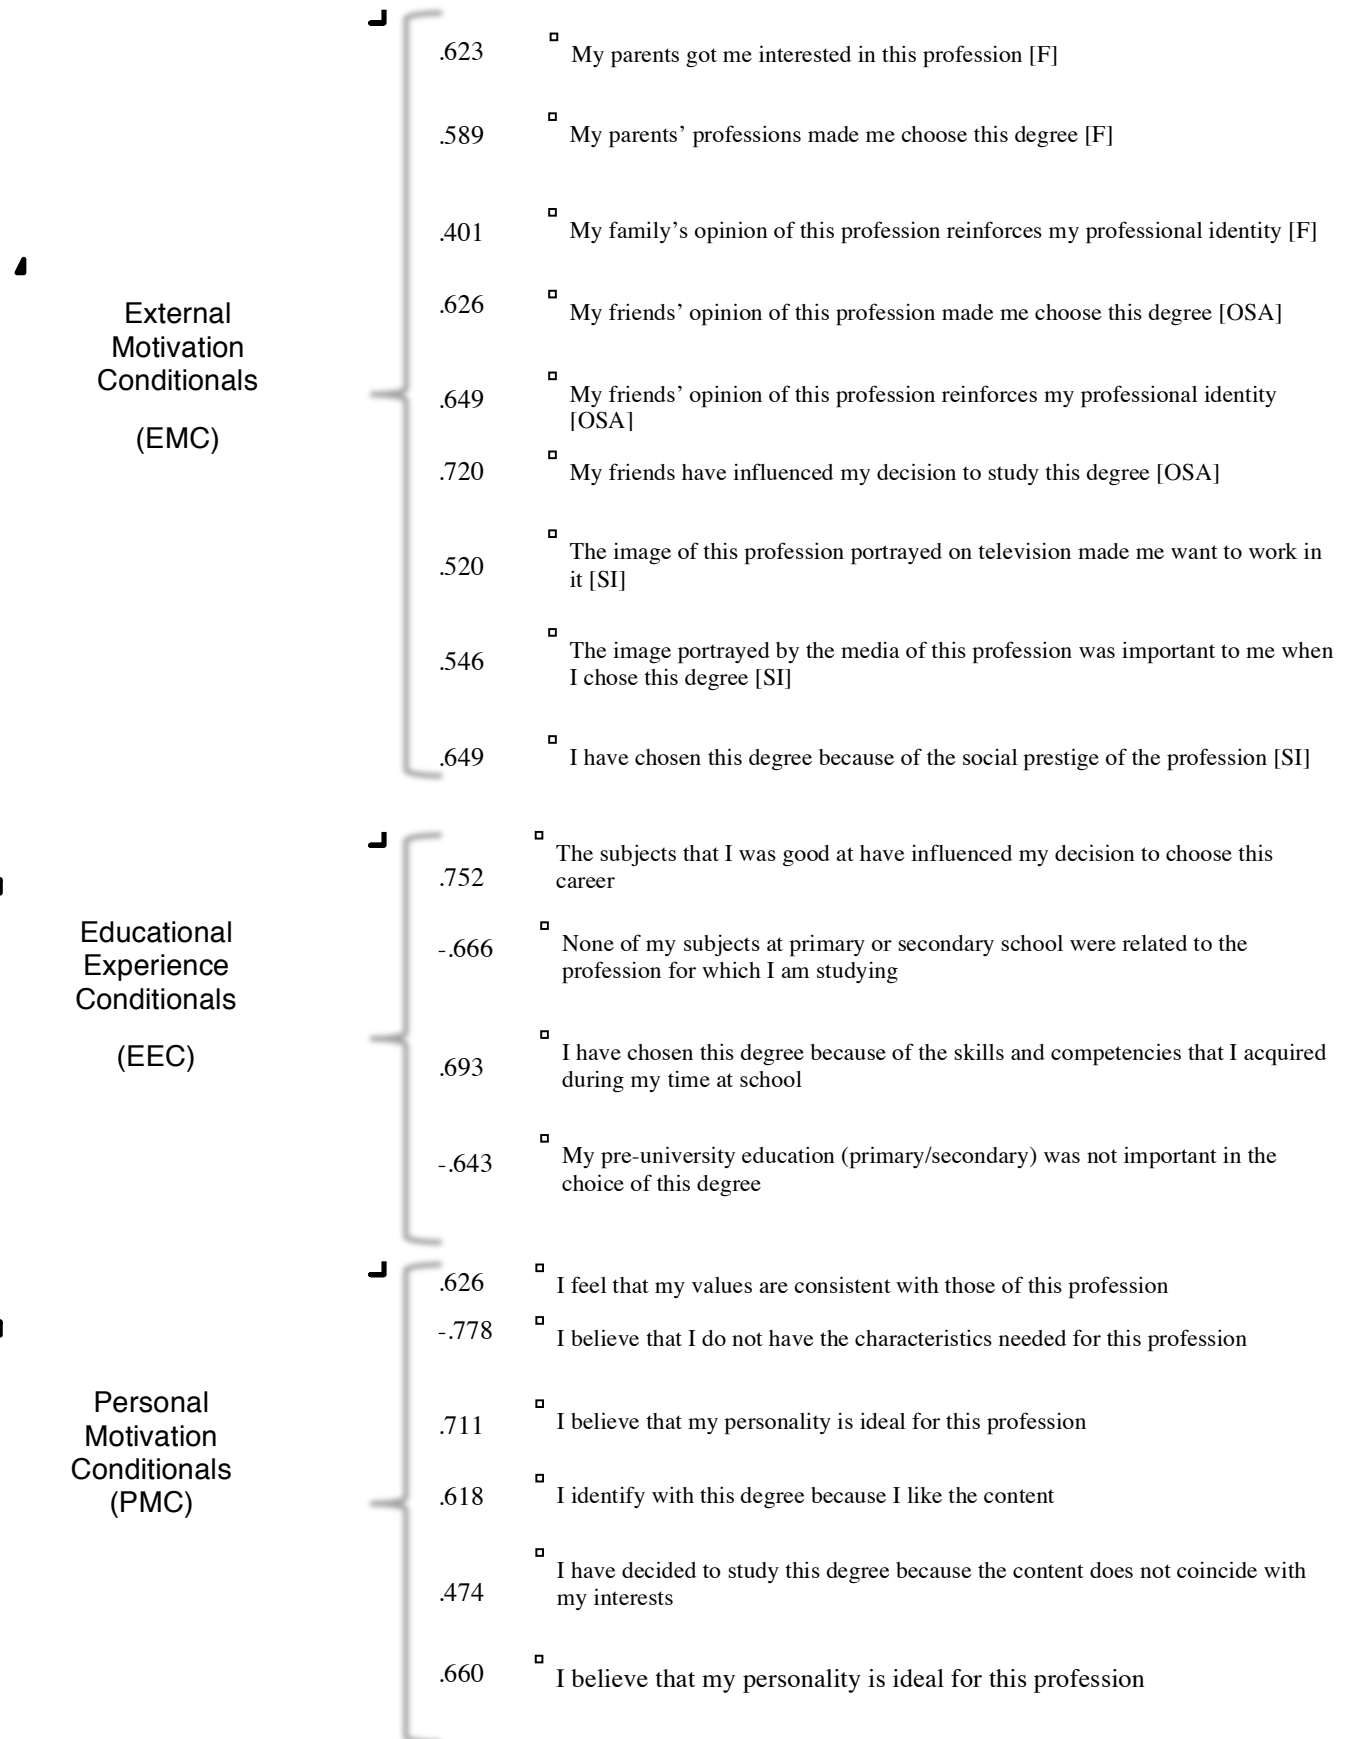 .623 My parents got me interested in this profession [F]
.589 My parents’ professions made me choose this degree [F]
.401 My family’s opinion of this profession reinforces my professional identity [F]
External
Motivation
Conditionals
(EMC)
.626 My friends’ opinion of this profession made me choose this degree [OSA]
.649 My friends’ opinion of this profession reinforces my professional identity
[OSA]
.720 My friends have influenced my decision to study this degree [OSA]
.520 The image of this profession portrayed on television made me want to work in
it [SI]
.546 The image portrayed by the media of this profession was important to me when
I chose this degree [SI]
.649 I have chosen this degree because of the social prestige of the profession [SI]
Educational
Experience
Conditionals
(EEC)
.752 The subjects that I was good at have influenced my decision to choose this
career
-.666 None of my subjects at primary or secondary school were related to the
profession for which I am studying
.693 I have chosen this degree because of the skills and competencies that I acquired
during my time at school
-.643 My pre-university education (primary/secondary) was not important in the
choice of this degree
Personal
Motivation
Conditionals
(PMC)
.626 I feel that my values are consistent with those of this profession
-.778 I believe that I do not have the characteristics needed for this profession
.711 I believe that my personality is ideal for this profession
.618 I identify with this degree because I like the content
.474 I have decided to study this degree because the content does not coincide with
my interests
.660 I believe that my personality is ideal for this profession